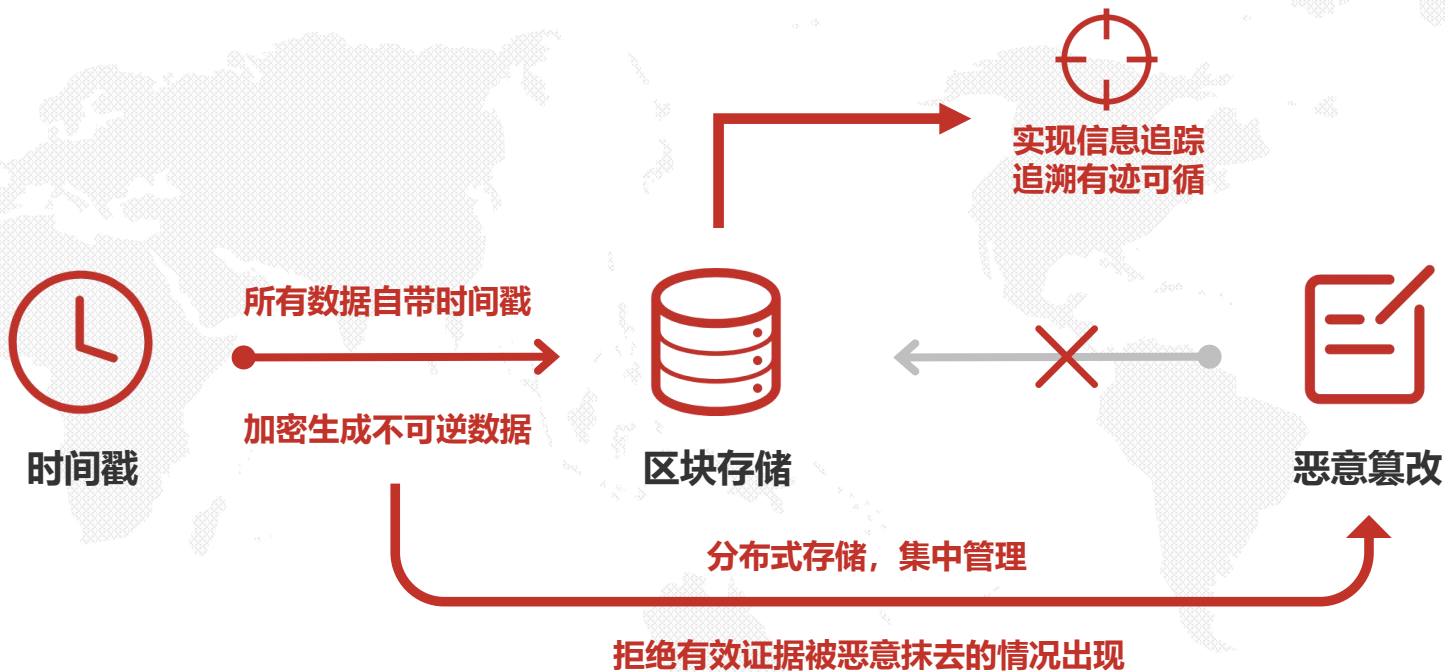 实现信息追踪
追溯有迹可循
所有数据自带时间戳
加密生成不可逆数据
时间戳
区块存储
恶意篡改
分布式存储，集中管理
拒绝有效证据被恶意抹去的情况出现